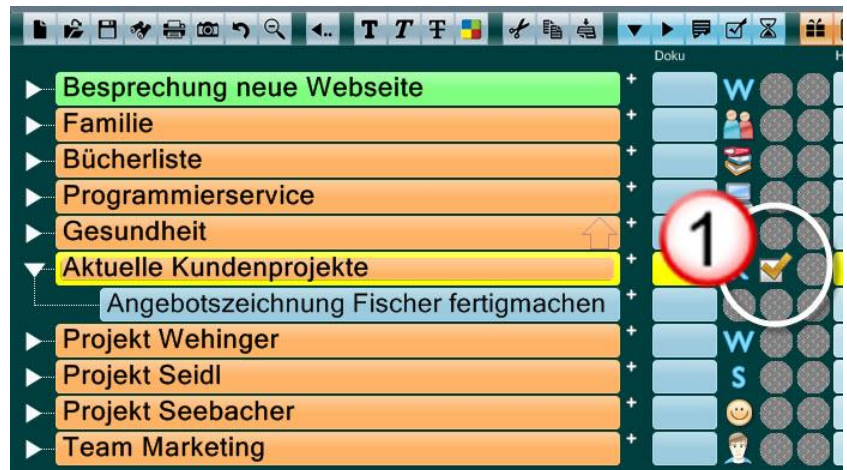 T T T
Doku H
Besprechung neue Webseite
W
Familie
Bücherliste
Programmierservice
Gesundheit
1
Aktuelle Kundenprojekte
Angebotszeichnung Fischer fertigmachen
Projekt Wehinger
W
Projekt Seidl
S
Projekt Seebacher
Team Marketing